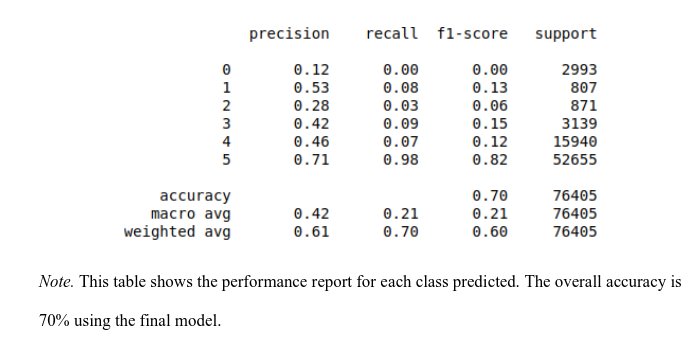 precision recall f1-score support
0 0.12 0.00 0.00 2993
1 0.53 0.08 0.13 807
2 0.28 0.03 0.06 871
3 0.42 0.09 0.15 3139
4 0.46 0.07 0.12 15940
5 0.71 0.98 0.82 52655
accuracy 0.70 76405
macro avg 0.42 0.21 0.21 76405
weighted avg 0.61 0.70 0.60 76405
Note. This table shows the performance report for each class predicted. The overall accuracy is
70% using the final model.